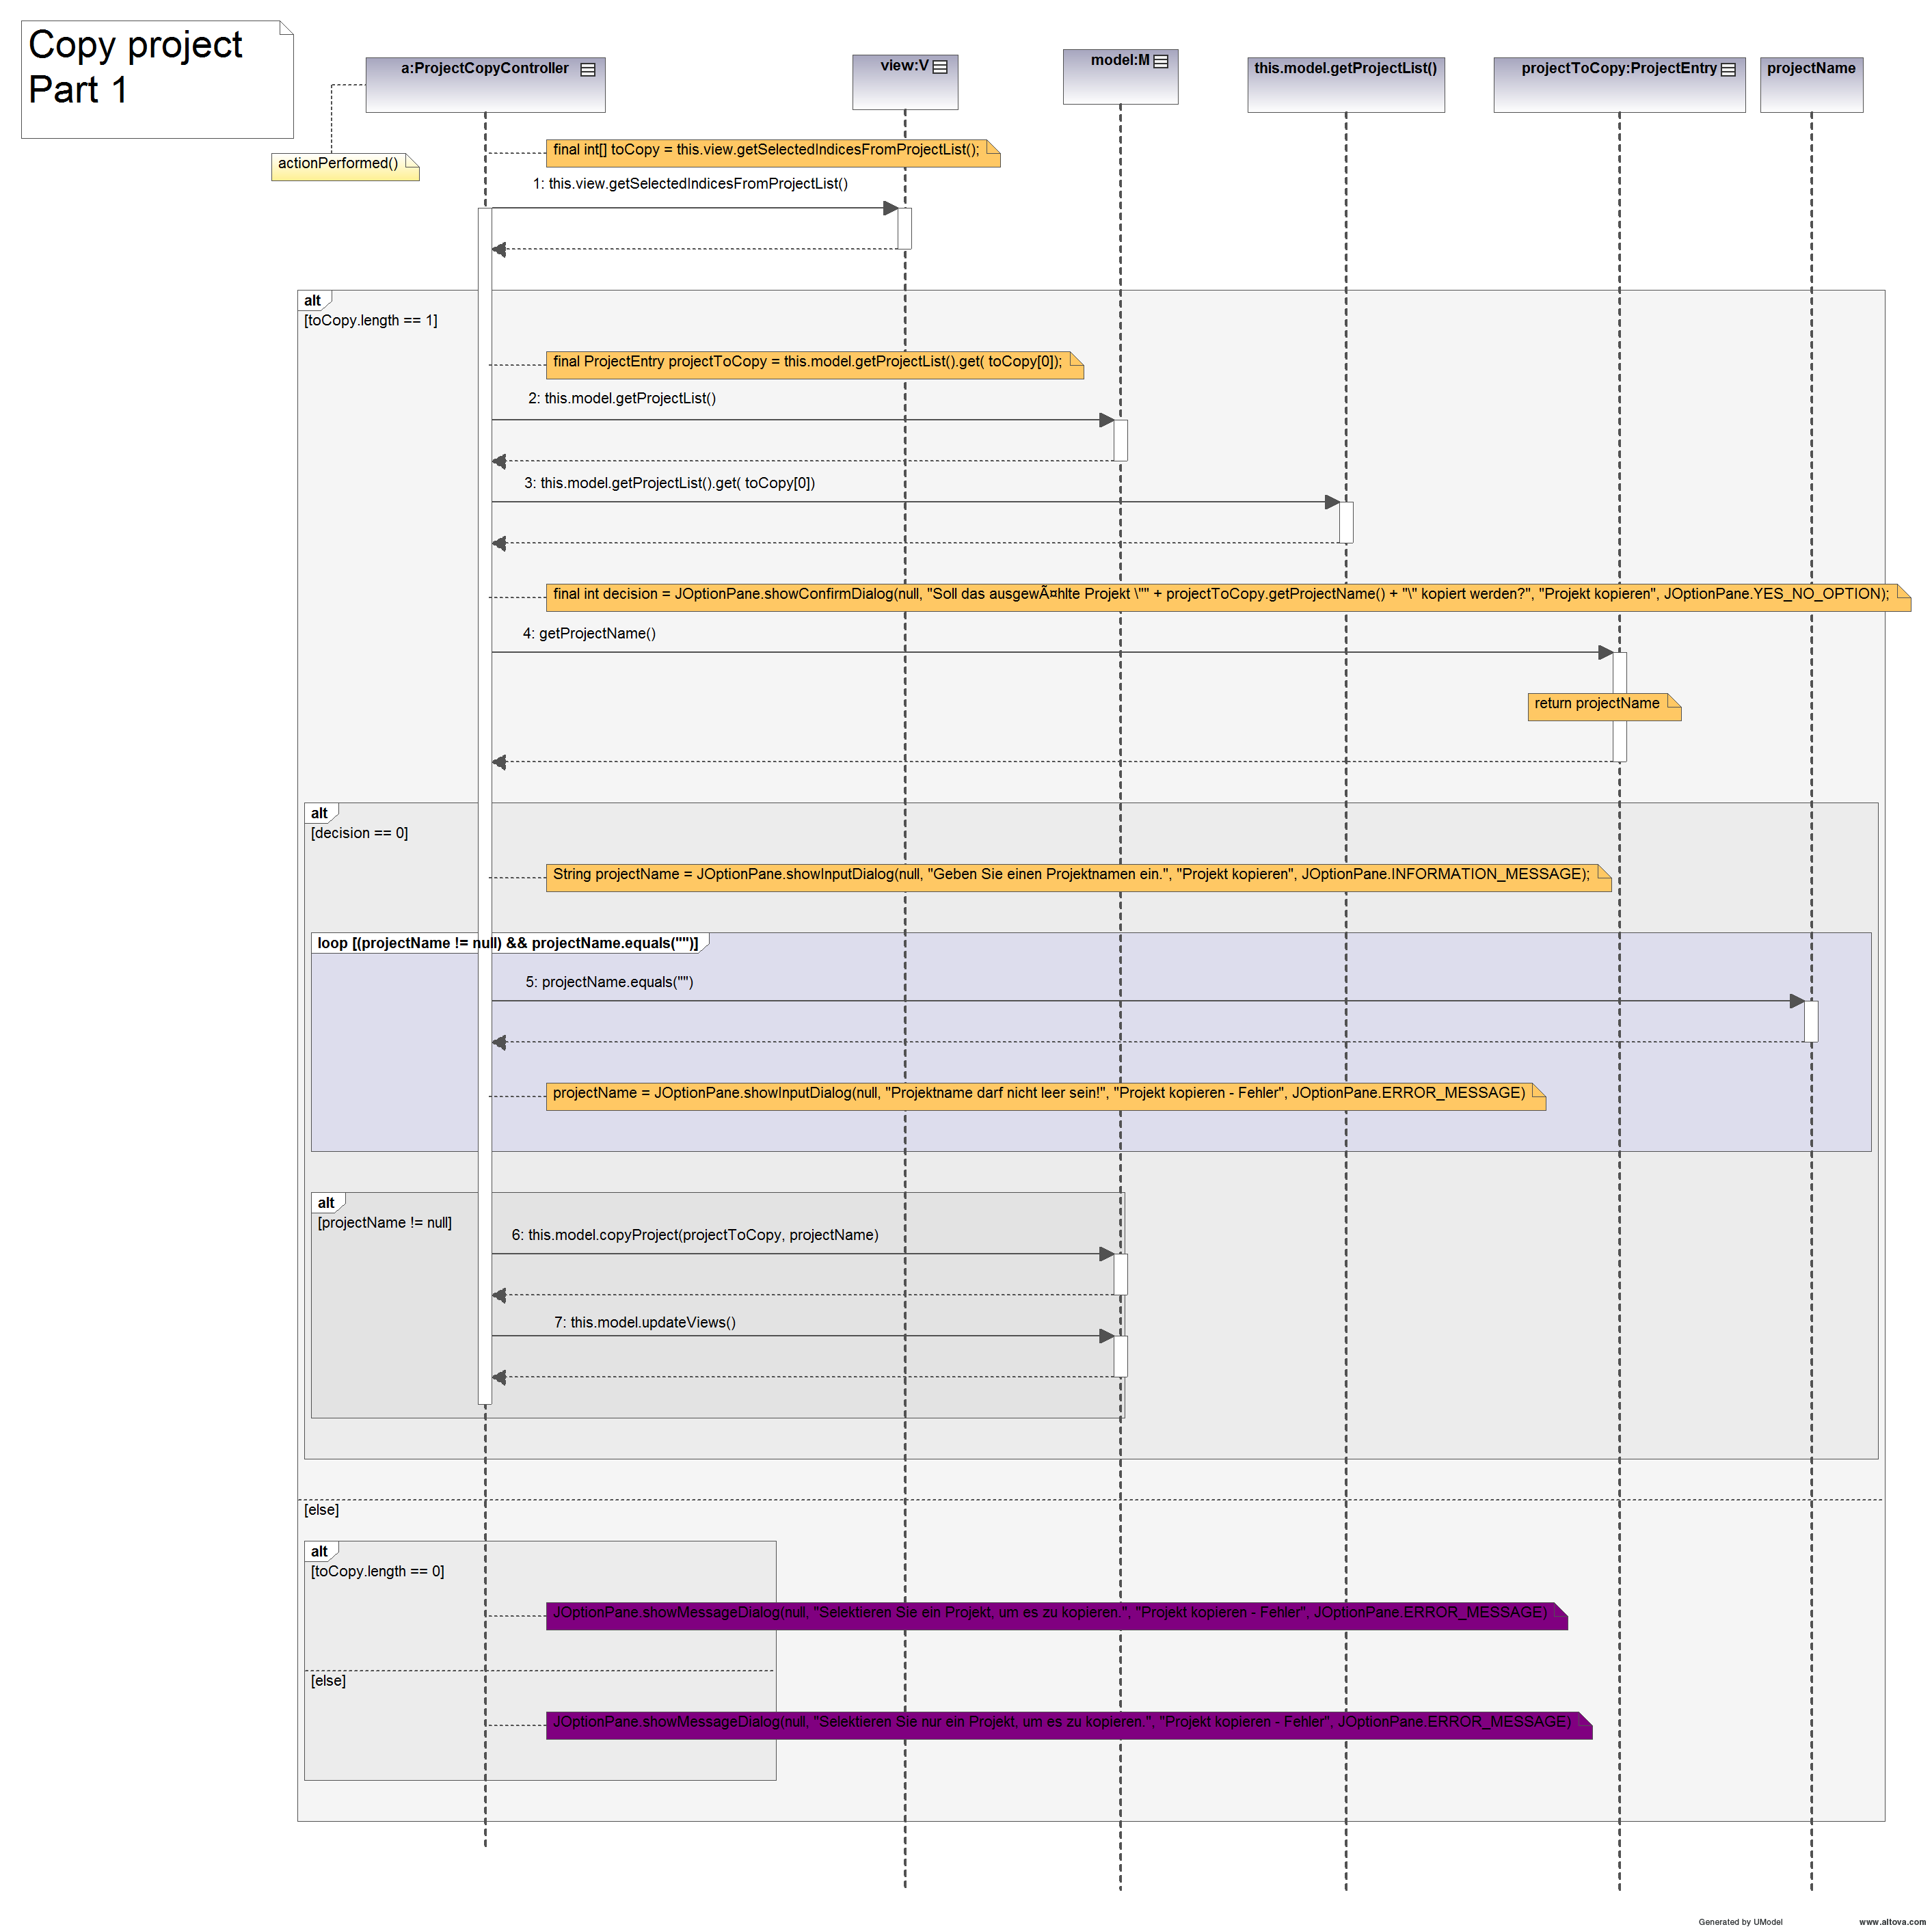 Copy project
Part 1
a:ProjectCopyController
view:V
model:M
this.model.getProjectList()
projectToCopy:ProjectEntry
projectName
actionPerformed()
final int[] toCopy = this.view.getSelectedIndicesFromProjectList();
1: this.view.getSelectedIndicesFromProjectList()
alt
[toCopy.length == 1]
final ProjectEntry projectToCopy = this.model.getProjectList().get( toCopy[0]);
2: this.model.getProjectList()
3: this.model.getProjectList().get( toCopy[0])
final int decision = JOptionPane.showConfirmDialog(null, "Soll das ausgewÃ¤hlte Projekt \"" + projectToCopy.getProjectName() + "\" kopiert werden?", "Projekt kopieren", JOptionPane.YES_NO_OPTION);
4: getProjectName()
return projectName
alt
[decision == 0]
String projectName = JOptionPane.showInputDialog(null, "Geben Sie einen Projektnamen ein.", "Projekt kopieren", JOptionPane.INFORMATION_MESSAGE);
loop [(projectName != null) && projectName.equals("")]
5: projectName.equals("")
projectName = JOptionPane.showInputDialog(null, "Projektname darf nicht leer sein!", "Projekt kopieren - Fehler", JOptionPane.ERROR_MESSAGE)
alt
[projectName != null]
6: this.model.copyProject(projectToCopy, projectName)
7: this.model.updateViews()
[else]
alt
[toCopy.length == 0]
JOptionPane.showMessageDialog(null, "Selektieren Sie ein Projekt, um es zu kopieren.", "Projekt kopieren - Fehler", JOptionPane.ERROR_MESSAGE)
[else]
JOptionPane.showMessageDialog(null, "Selektieren Sie nur ein Projekt, um es zu kopieren.", "Projekt kopieren - Fehler", JOptionPane.ERROR_MESSAGE)
Generated by UModel
www.altova.com